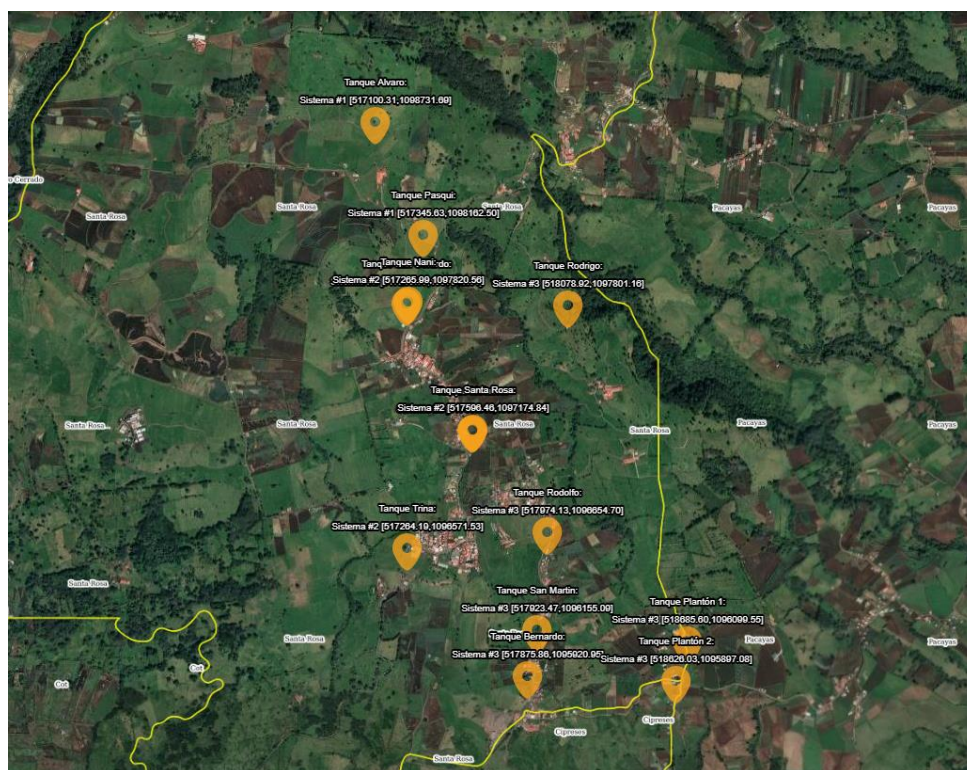 Tanque Alvaro:
Sistema #1 [517100.31,1098731.69]
Cerrado
Santa Rosa
Santa Rosa
Tanque Pasqui:
Sistema #1 [517345.63,1098162.50]
Rosa
Pacayas
Pacayas
Tanque Nani:
Sistema #2 [517265.99,1097820.56]
Tanque Rodrigo:
Sistema #3 [518078.92,1097801.16]
Tanque Santa Rosa:
Sistema #2 [517596.46,1097174.84]
Santa Rosa
Santa Rosa
Santa Rosa
Santa Rosa
Pacayas
Pacayas
Tanque Rodolfo:
Sistema #3 [517974.13,1096654.70]
Tanque Trina:
Sistema #2 [517264.19,1096571.53]
Santa Rosa
Tanque San Martin:
Sistema #3 [517923.47,1096155.09]
Tanque Plantón 1:
Sistema #3 [518685.60,1096099.55]
Santa Rosa
Pacayas
Pacayas
Tanque Bernardo:
Sistema #3 [517875.86,1095920.95]
Tanque Plantón 2:
Sistema #3 [518626.03,1095897.08]
Cot
Cot
Cipreses
Cipreses
Santa Rosa